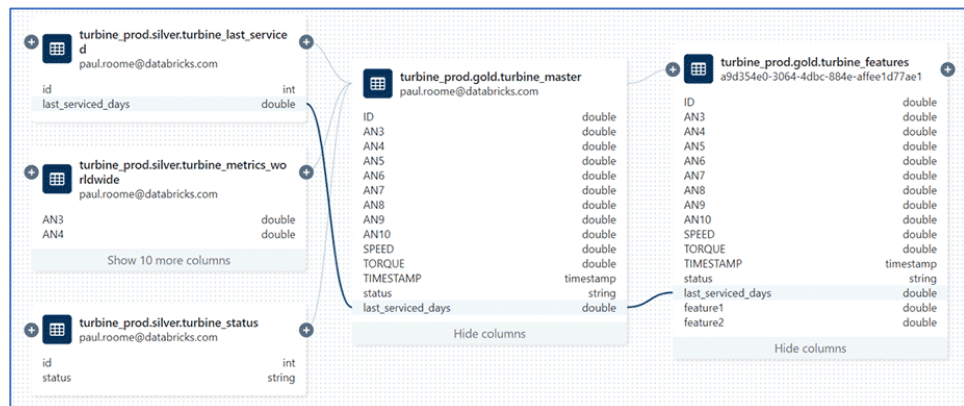 turbine_prod.silver.turbine_last_service
d
paul.roome@databricks.com
id int
last_serviced_days double
turbine_prod.silver.turbine_metrics_wo
rldwide
paul.roome@databricks.com
AN3 double
AN4 double
Show 10 more columns
turbine_prod.silver.turbine_status
paul.roome@databricks.com
id int
status string
turbine_prod.gold.turbine_master
paul.roome@databricks.com
ID double
AN3 double
AN4 double
AN5 double
AN6 double
AN7 double
AN8 double
AN9 double
AN10 double
SPEED double
TORQUE double
TIMESTAMP timestamp
status string
last_serviced_days double
Hide columns
turbine_prod.gold.turbine_features
a9d354e0-3064-4dbc-884e-affee1d77ae1
ID double
AN3 double
AN4 double
AN5 double
AN6 double
AN7 double
AN8 double
AN9 double
AN10 double
SPEED double
TORQUE double
TIMESTAMP timestamp
status string
last_serviced_days double
feature1 double
feature2 double
Hide columns